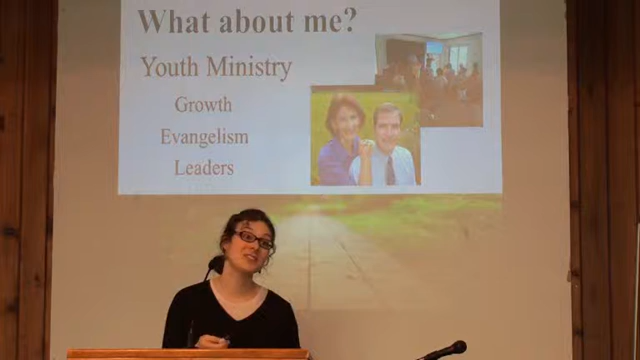 What about me?
Youth Ministry
Growth
Evangelism
Leaders